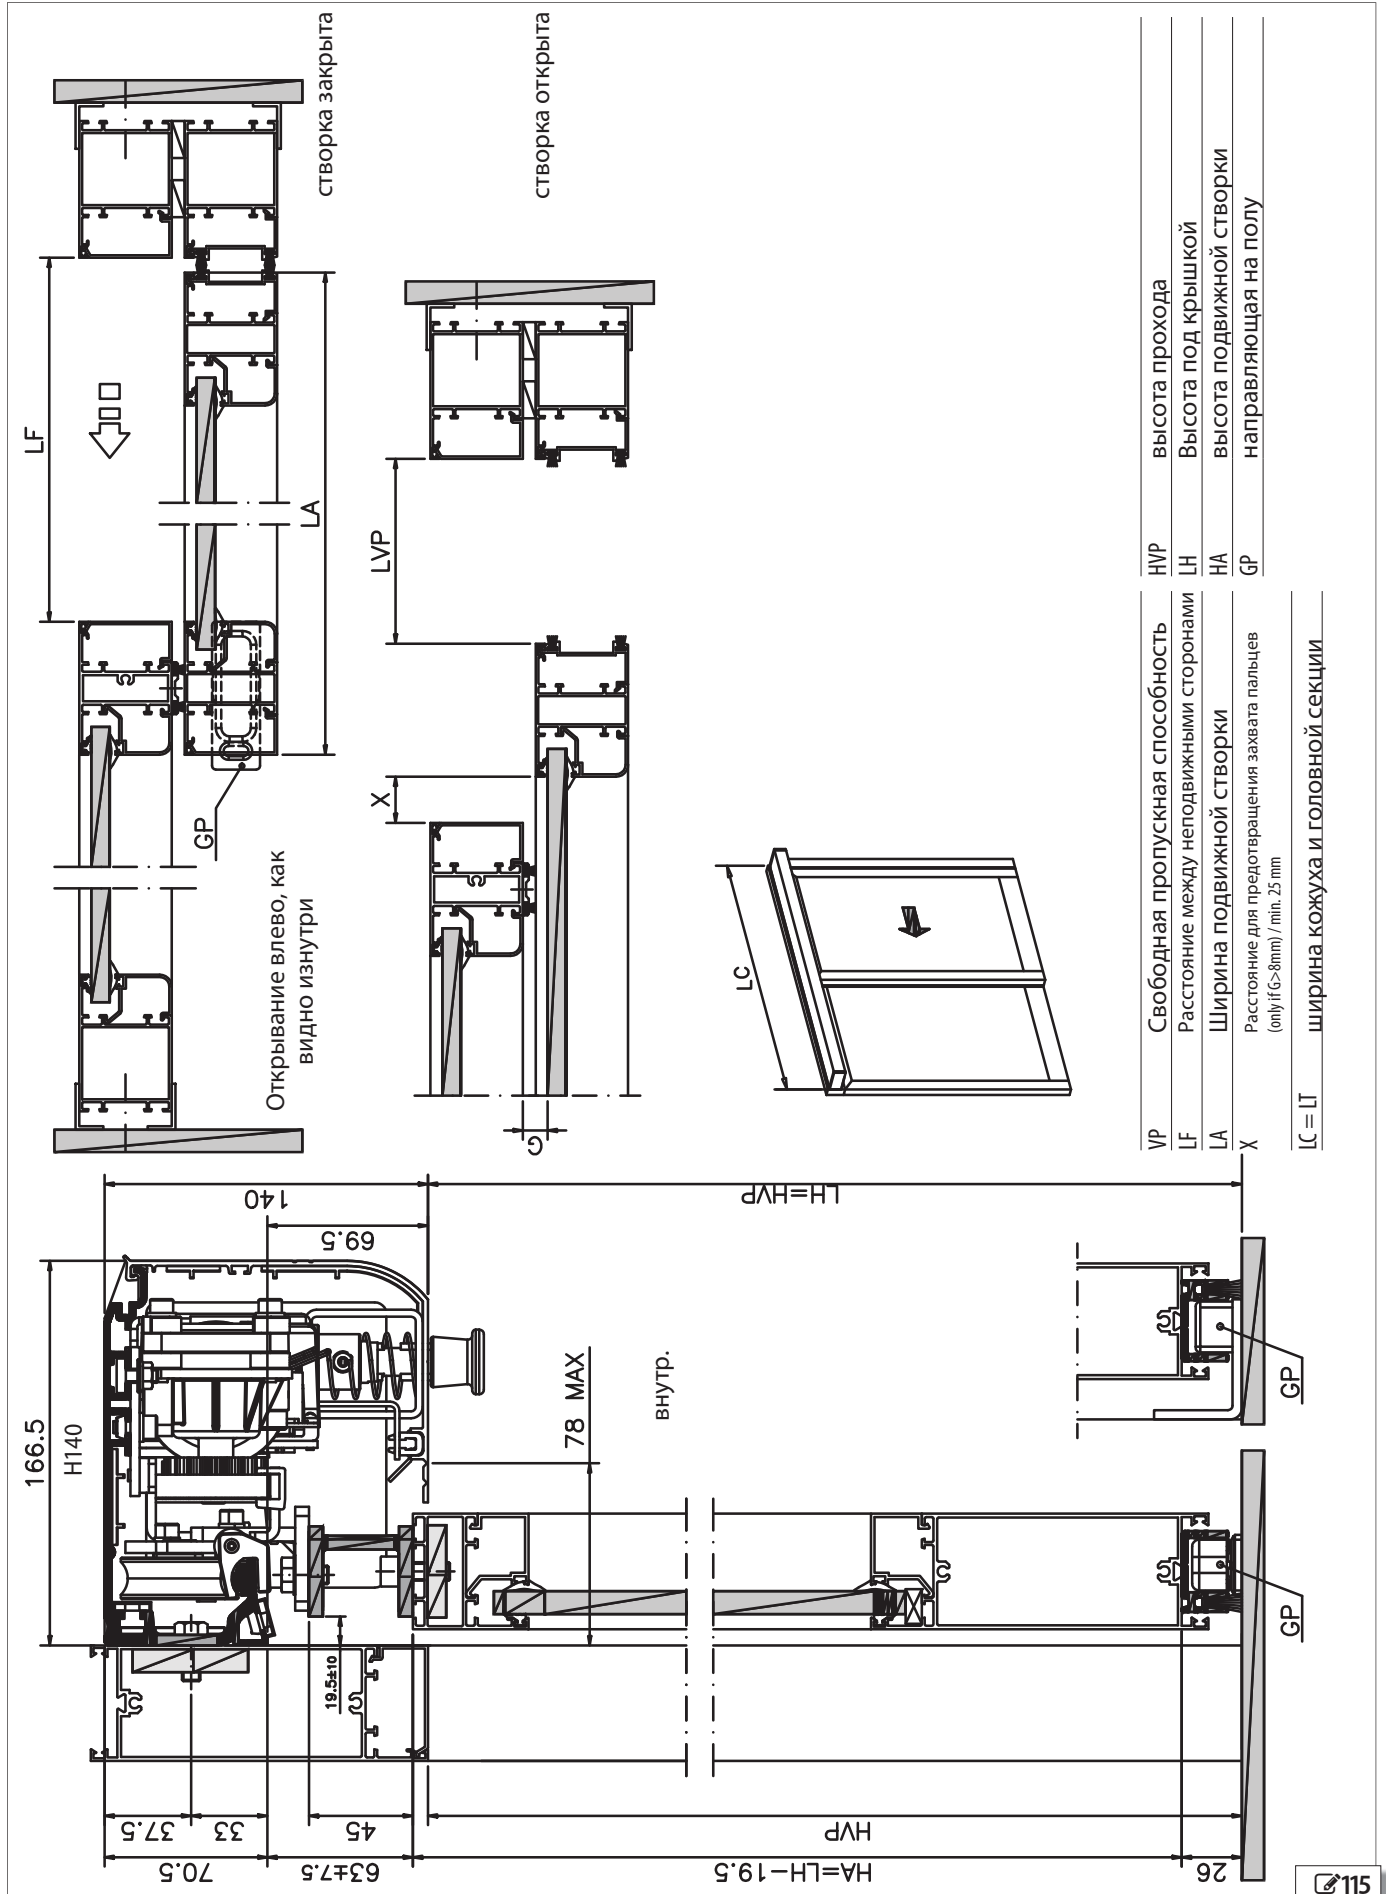 створка закрыта
LF
LA
GP
Открывание влево, как
видно изнутри
створка открыта
LVP
X
G
LC
VP Свободная пропускная способность
LF Расстояние между неподвижными сторонами
LA Ширина подвижной створки
X Расстояние для предотвращения захвата пальцев
(only if G>8mm) / min. 25 mm
LC = LT ширина кожуха и головной секции
HVP высота прохода
LH Высота под крышкой
HA высота подвижной створки
GP направляющая на полу
166.5
H140
140
69.5
LH=HVP
78 MAX
внутр.
19.5±10
GP
GP
37.5
33
45
HVP
70.5
63±7.5
HA=LH-19.5
26
115